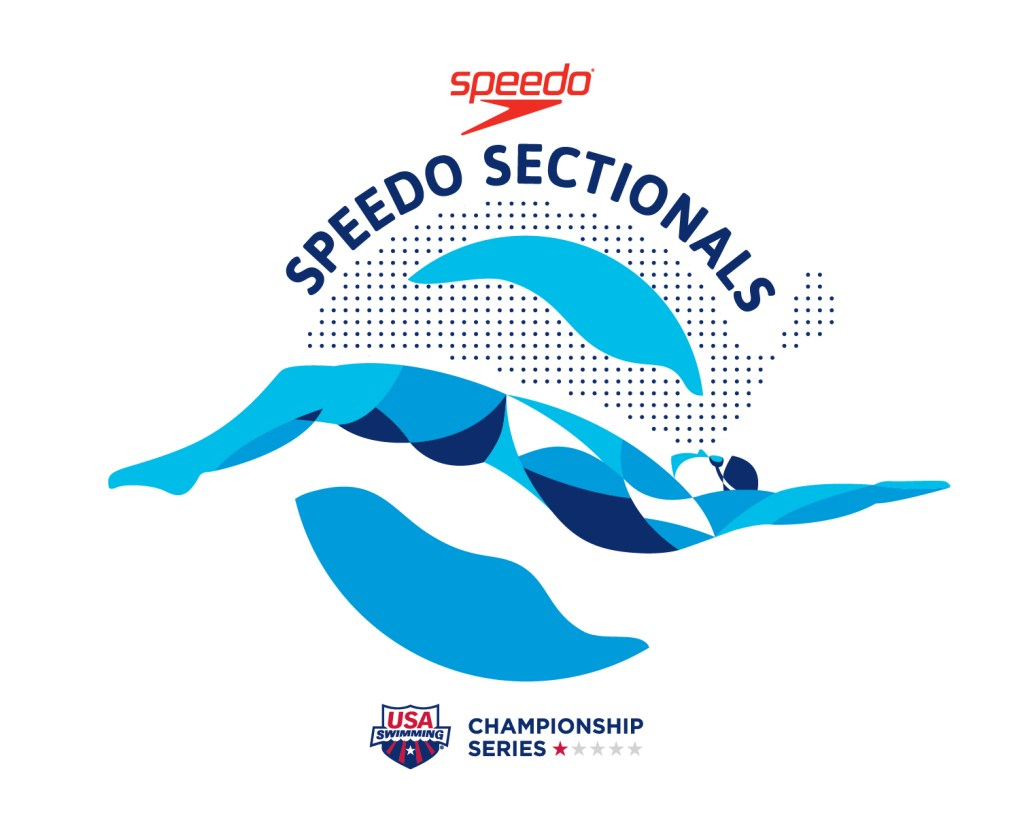 speedo
SPEEDO SECTIONALS
USA
SWIMMING
CHAMPIONSHIP
SERIES